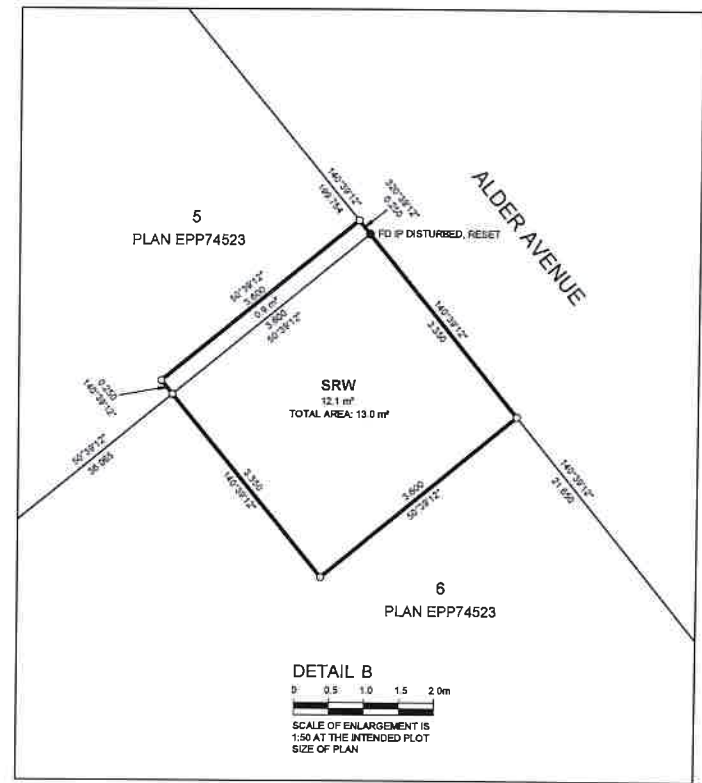 140°39'12"
199.754
320°39'12"
0.250
ALDER AVENUE
5
PLAN EPP74523
FD IP DISTURBED, RESET
50°39'12"
3.600
0.9 m²
3.600
50°39'12"
140°39'12"
3.350
0.250
140°39'12"
SRW
12.1 m²
TOTAL AREA: 13.0 m²
50°39'12"
36.065
3.350
140°39'12"
3.600
50°39'12"
140°39'12"
21.650
6
PLAN EPP74523
DETAIL B
0 0.5 1.0 1.5 2.0m
SCALE OF ENLARGEMENT IS
1:50 AT THE INTENDED PLOT
SIZE OF PLAN